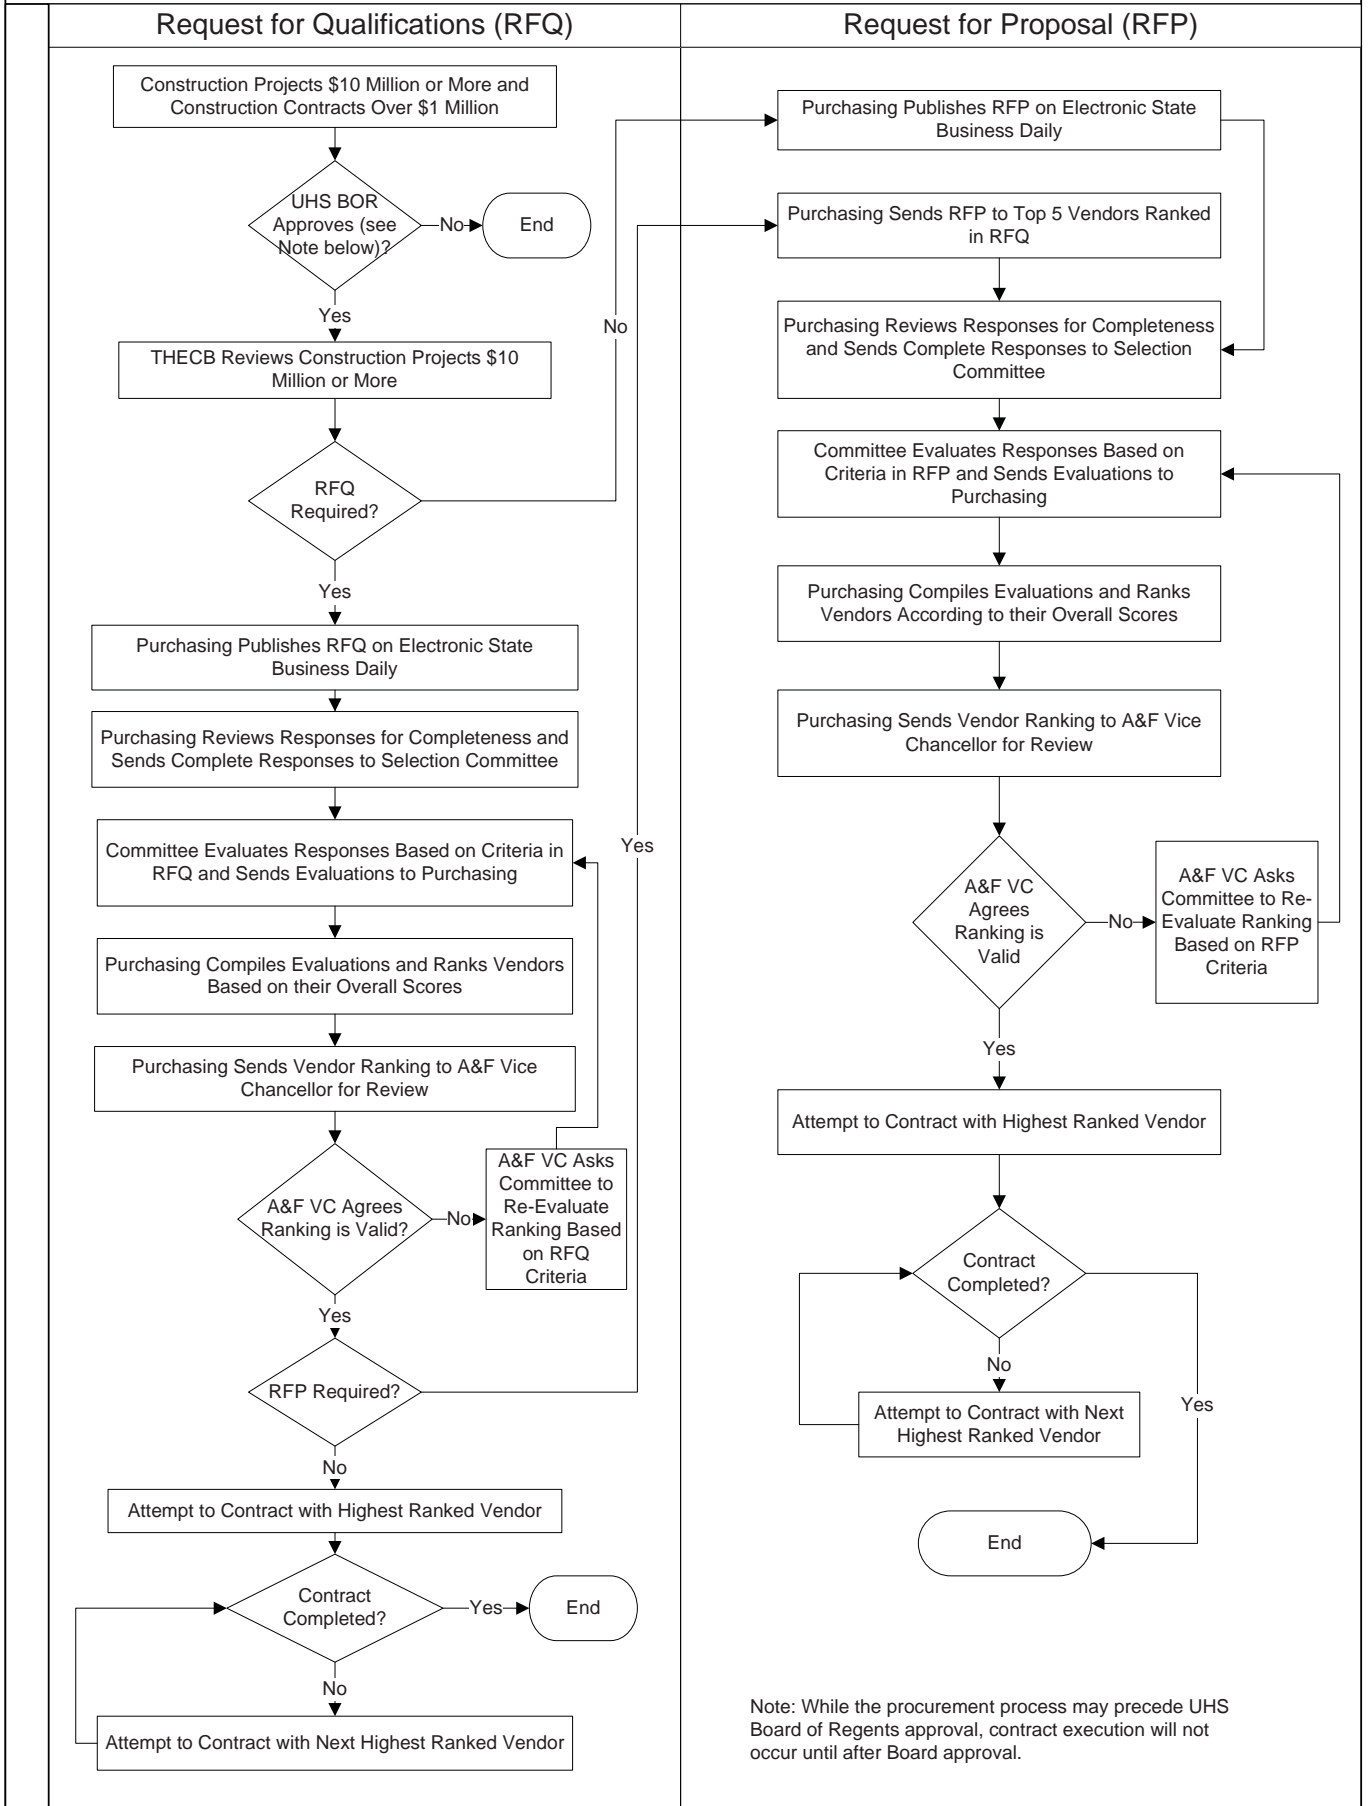 Request for Qualifications (RFQ)
Construction Projects $10 Million or More and
Construction Contracts Over $1 Million
UHS BOR
Approves (see
Note below)?
No
End
Yes
THECB Reviews Construction Projects $10
Million or More
RFQ
Required?
No
Yes
Purchasing Publishes RFQ on Electronic State
Business Daily
Purchasing Reviews Responses for Completeness and
Sends Complete Responses to Selection Committee
Committee Evaluates Responses Based on Criteria in
RFQ and Sends Evaluations to Purchasing
Purchasing Compiles Evaluations and Ranks Vendors
Based on their Overall Scores
Purchasing Sends Vendor Ranking to A&F Vice
Chancellor for Review
A&F VC Agrees
Ranking is Valid?
No
A&F VC Asks
Committee to
Re-Evaluate
Ranking Based
on RFQ
Criteria
Yes
RFP Required?
Yes
No
Attempt to Contract with Highest Ranked Vendor
Contract
Completed?
Yes
End
No
Attempt to Contract with Next Highest Ranked Vendor
Request for Proposal (RFP)
Purchasing Publishes RFP on Electronic State
Business Daily
Purchasing Sends RFP to Top 5 Vendors Ranked
in RFQ
Purchasing Reviews Responses for Completeness
and Sends Complete Responses to Selection
Committee
Committee Evaluates Responses Based on
Criteria in RFP and Sends Evaluations to
Purchasing
Purchasing Compiles Evaluations and Ranks
Vendors According to their Overall Scores
Purchasing Sends Vendor Ranking to A&F Vice
Chancellor for Review
A&F VC
Agrees
Ranking is
Valid
No
A&F VC Asks
Committee to Re-
Evaluate Ranking
Based on RFP
Criteria
Yes
Attempt to Contract with Highest Ranked Vendor
Contract
Completed?
No
Attempt to Contract with Next
Highest Ranked Vendor
Yes
End
Note: While the procurement process may precede UHS
Board of Regents approval, contract execution will not
occur until after Board approval.